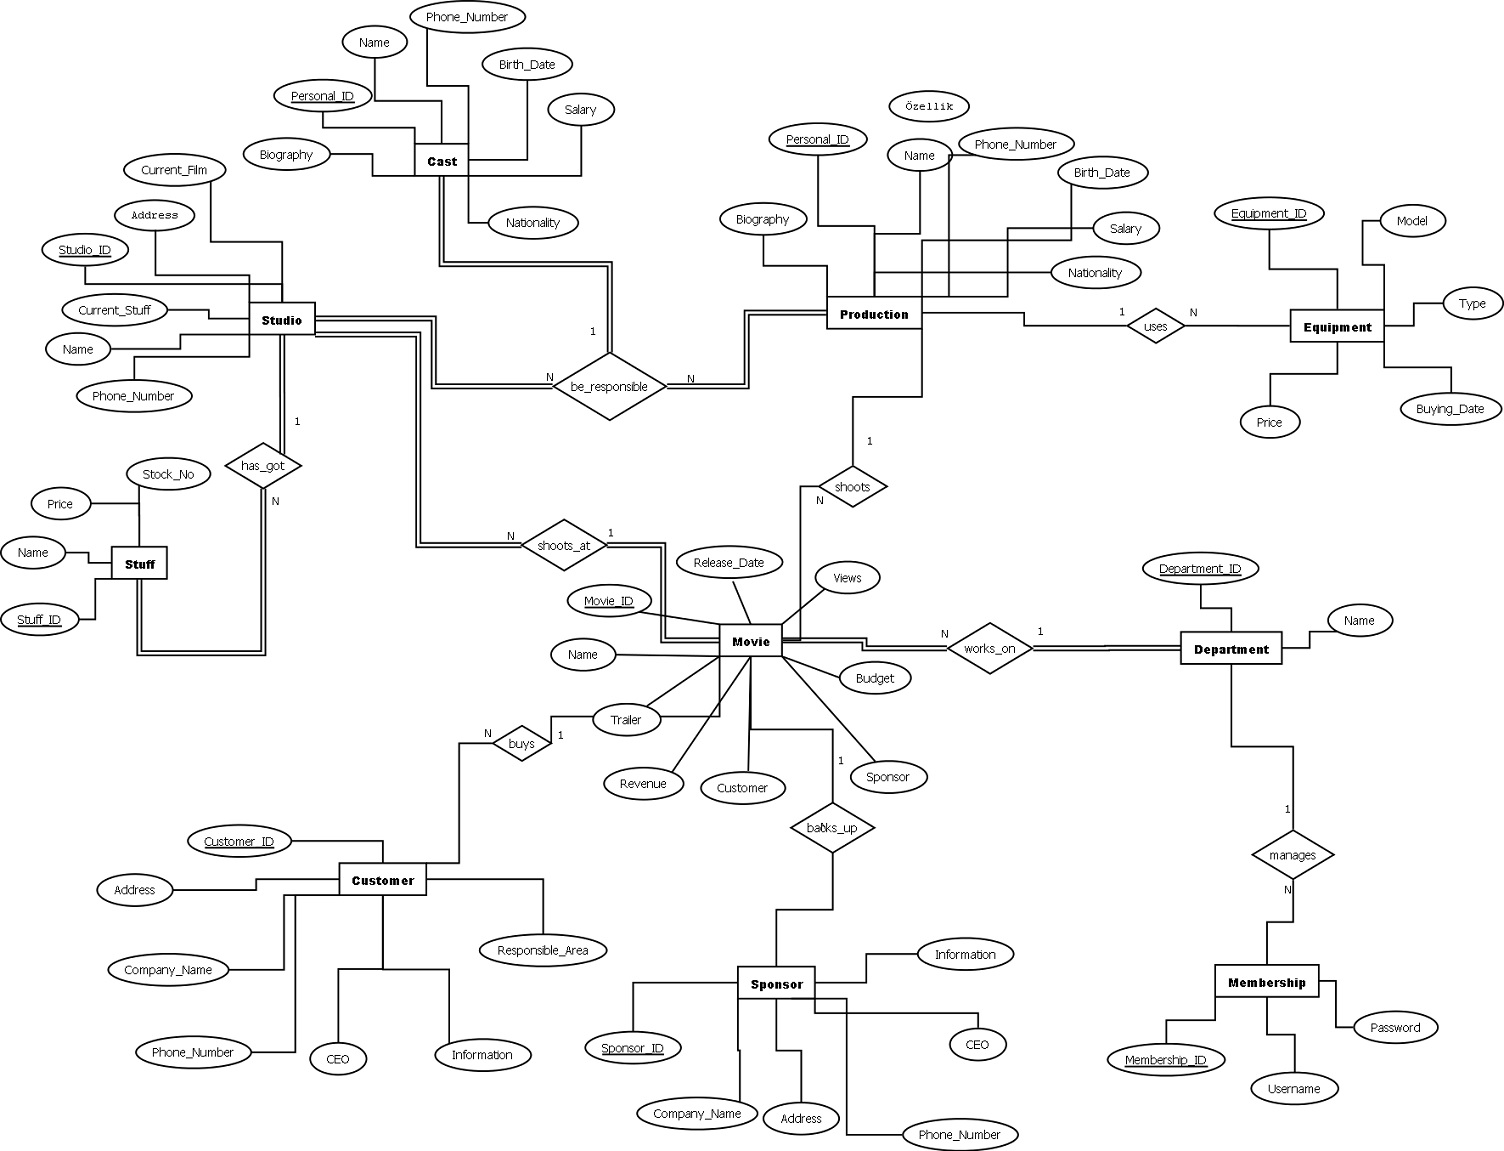 Phone_Number
Name
Birth_Date
Personal_ID
Salary
Özellik
Biography
Cast
Personal_ID
Name
Phone_Number
Current_Film
Birth_Date
Address
Nationality
Biography
Equipment_ID
Model
Salary
Studio_ID
Nationality
Current_Stuff
Studio
Production
Type
1
N
uses
Equipment
Name
1
Phone_Number
N
be_responsible
N
Price
Buying_Date
1
1
has_got
Stock_No
shoots
N
Price
N
N
1
shoots_at
Name
Stuff
Release_Date
Views
Department_ID
Movie_ID
Stuff_ID
Name
Movie
N
1
works_on
Department
Name
Budget
Trailer
N
1
buys
1
Revenue
Customer
Sponsor
1
backs_up
Customer_ID
manages
Customer
Address
N
Responsible_Area
Information
Company_Name
Sponsor
Membership
Password
Phone_Number
CEO
Information
Sponsor_ID
CEO
Membership_ID
Username
Company_Name
Address
Phone_Number